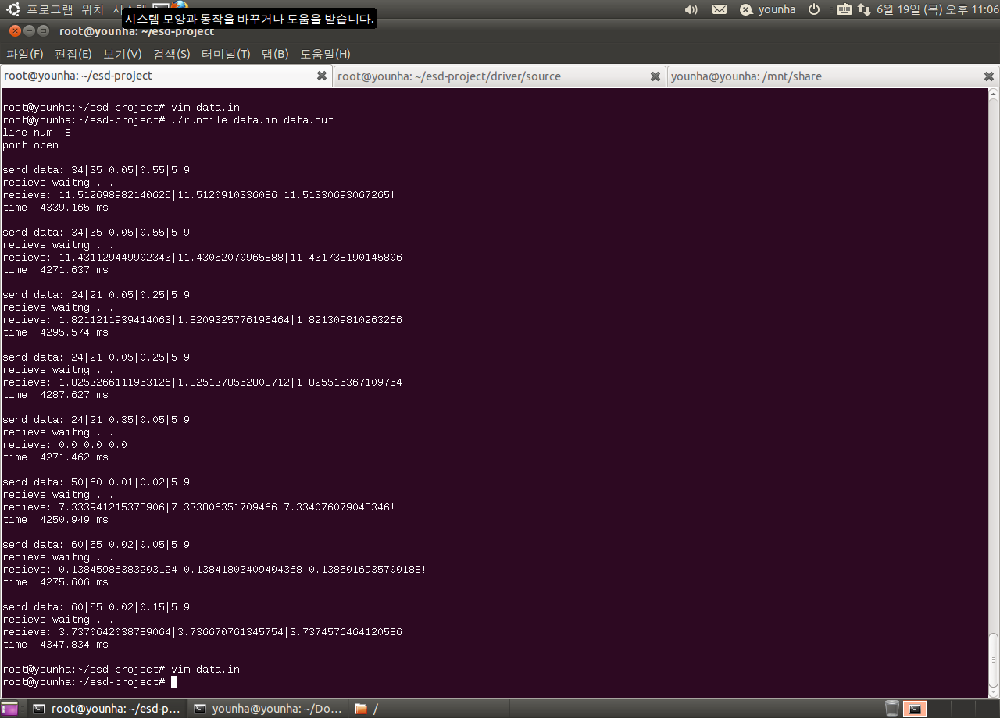 프로그램 위치 시스템 younha 6월 19일 (목) 오후 11:06
시스템 모양과 동작을 바꾸거나 도움을 받습니다.
root@younha: ~/esd-project
파일(F) 편집(E) 보기(V) 검색(S) 터미널(T) 탭(B) 도움말(H)
root@younha: ~/esd-project root@younha: ~/esd-project/driver/source younha@younha: /mnt/share
root@younha:~/esd-project# vim data.in
root@younha:~/esd-project# ./runfile data.in data.out
line num: 8
port open
send data: 34|35|0.05|0.55|5|9
recieve waitng ...
recieve: 11.512698982140625|11.5120910336086|11.51330693067265!
time: 4339.165 ms
send data: 34|35|0.05|0.55|5|9
recieve waitng ...
recieve: 11.431129449902343|11.43052070965888|11.431738190145806!
time: 4271.637 ms
send data: 24|21|0.05|0.25|5|9
recieve waitng ...
recieve: 1.8211211939414063|1.8209325776195464|1.821309810263266!
time: 4295.574 ms
send data: 24|21|0.05|0.25|5|9
recieve waitng ...
recieve: 1.8253266111953126|1.8251378552808712|1.825515367109754!
time: 4287.627 ms
send data: 24|21|0.35|0.05|5|9
recieve waitng ...
recieve: 0.0|0.0|0.0!
time: 4271.462 ms
send data: 50|60|0.01|0.02|5|9
recieve waitng ...
recieve: 7.333941215378906|7.333806351709466|7.334076079048346!
time: 4250.949 ms
send data: 60|55|0.02|0.05|5|9
recieve waitng ...
recieve: 0.13845986383203124|0.13841803409404368|0.1385016935700188!
time: 4275.606 ms
send data: 60|55|0.02|0.15|5|9
recieve waitng ...
recieve: 3.7370642038789064|3.736670761345754|3.7374576464120586!
time: 4347.834 ms
root@younha:~/esd-project# vim data.in
root@younha:~/esd-project#
root@younha: ~/esd-p... younha@younha: ~/Do... /